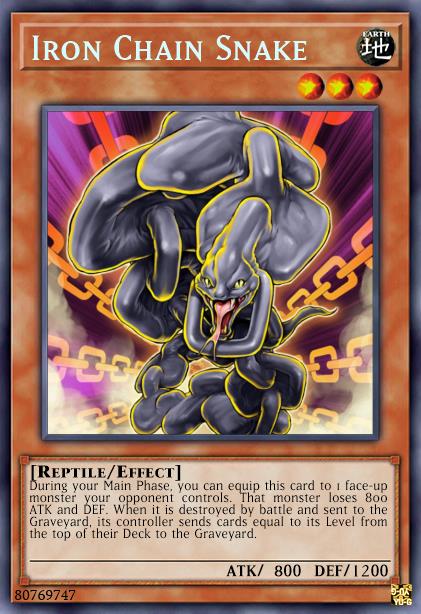 IRON CHAIN SNAKE
EARTH
地
[REPTILE/EFFECT]
During your Main Phase, you can equip this card to 1 face-up
monster your opponent controls. That monster loses 800
ATK and DEF. When it is destroyed by battle and sent to the
Graveyard, its controller sends cards equal to its Level from
the top of their Deck to the Graveyard.
ATK/ 800 DEF/1200
80769747